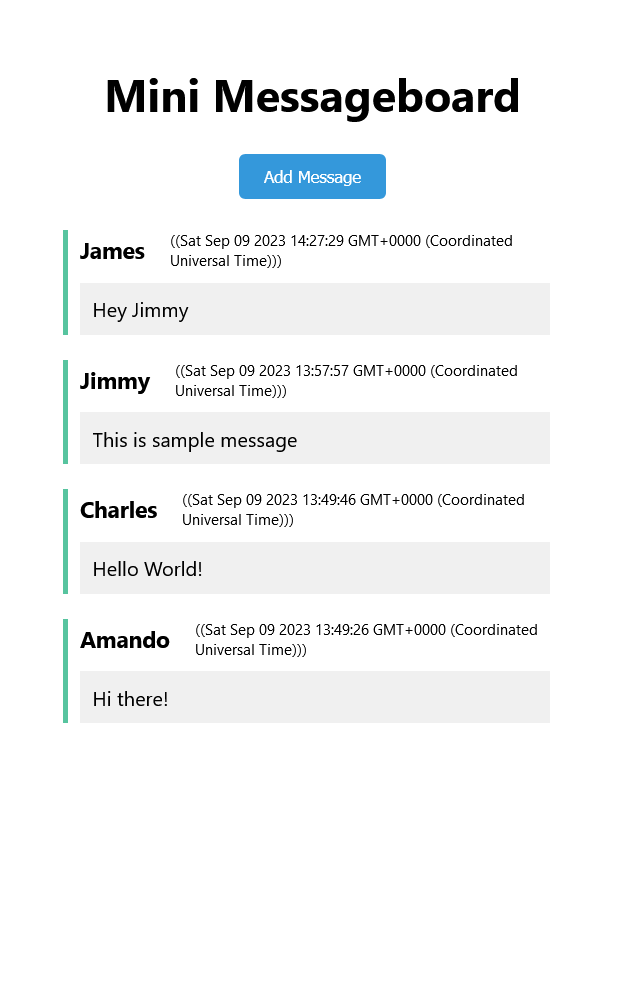 Mini Messageboard
Add Message
James ((Sat Sep 09 2023 14:27:29 GMT+0000 (Coordinated
Universal Time)))
Hey Jimmy
Jimmy ((Sat Sep 09 2023 13:57:57 GMT+0000 (Coordinated
Universal Time)))
This is sample message
Charles ((Sat Sep 09 2023 13:49:46 GMT+0000 (Coordinated
Universal Time)))
Hello World!
Amando ((Sat Sep 09 2023 13:49:26 GMT+0000 (Coordinated
Universal Time)))
Hi there!